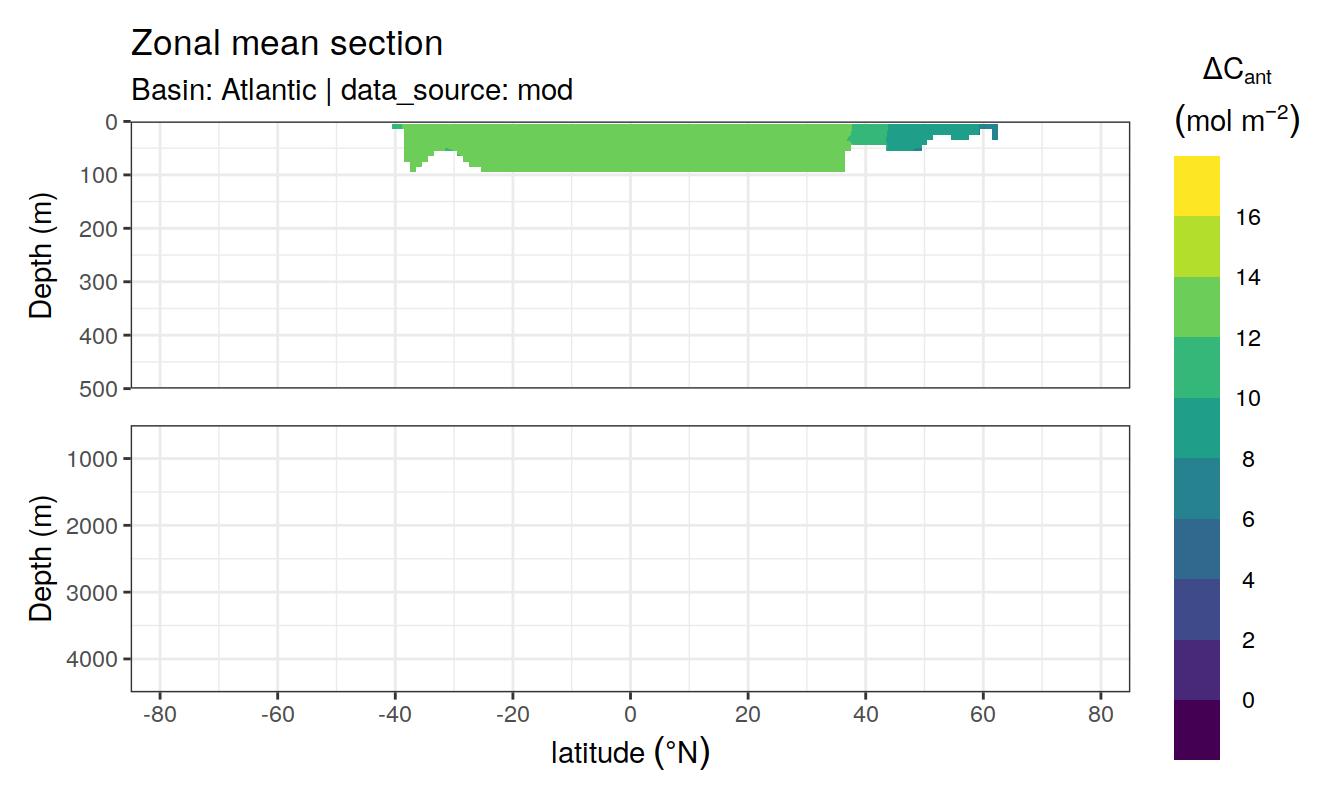 Zonal mean section
Basin: Atlantic | data_source: mod
ΔCant
(mol m−2)
Depth (m)
0
100
200
300
400
500
Depth (m)
1000
2000
3000
4000
-80 -60 -40 -20 0 20 40 60 80
latitude (°N)
16
14
12
10
8
6
4
2
0